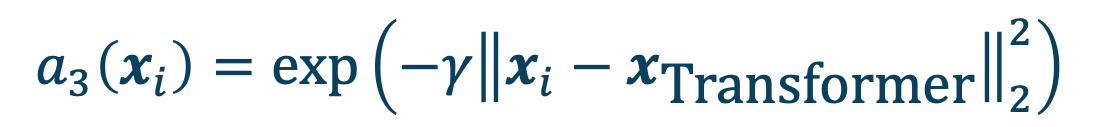 a₃(𝒙ᵢ) = exp(−γ‖𝒙ᵢ − 𝒙_Transformer‖₂²)